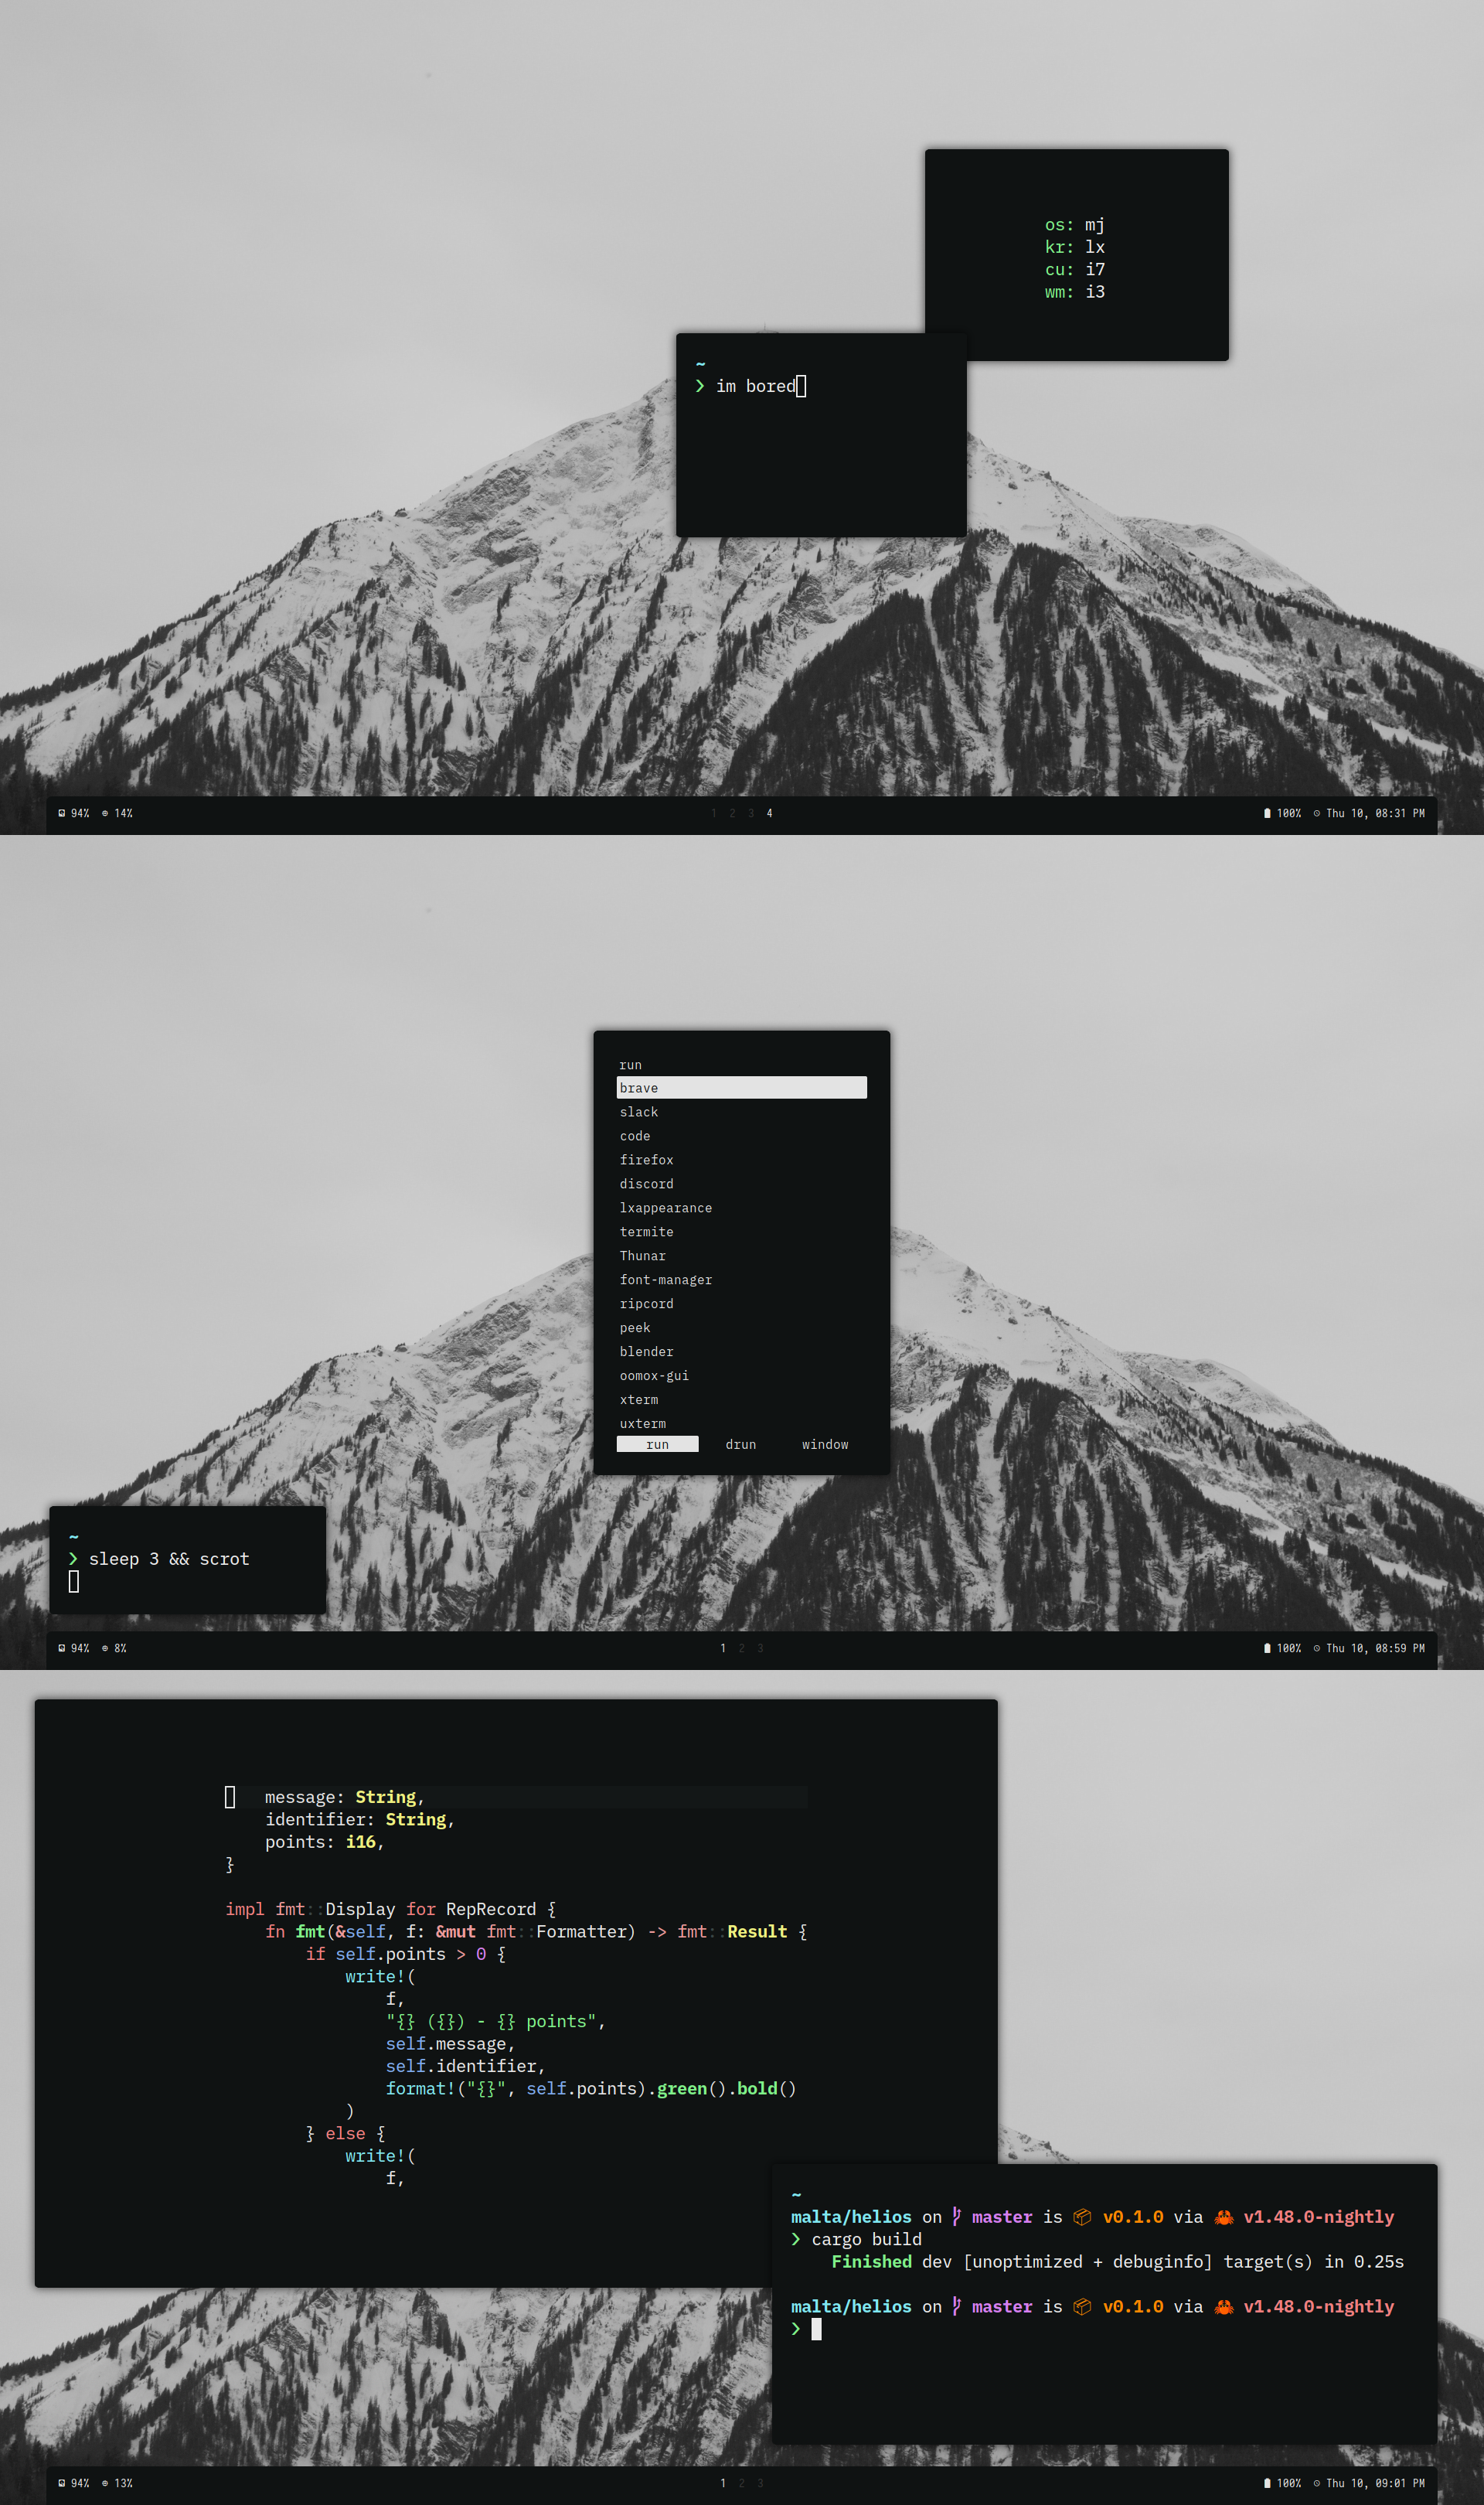 os: mj
kr: lx
cu: i7
wm: i3
~
❯ im bored
94% 14% 1 2 3 4 100% Thu 10, 08:31 PM
run
brave
slack
code
firefox
discord
lxappearance
termite
Thunar
font-manager
ripcord
peek
blender
oomox-gui
xterm
uxterm
run drun window
~
❯ sleep 3 && scrot
94% 8% 1 2 3 100% Thu 10, 08:59 PM
message: String,
identifier: String,
points: i16,
}
impl fmt::Display for RepRecord {
fn fmt(&self, f: &mut fmt::Formatter) -> fmt::Result {
if self.points > 0 {
write!(
f,
"{} ({}) - {} points",
self.message,
self.identifier,
format!("{}", self.points).green().bold()
)
} else {
write!(
f,
~
malta/helios on master is 📦 v0.1.0 via 🦀 v1.48.0-nightly
❯ cargo build
Finished dev [unoptimized + debuginfo] target(s) in 0.25s
malta/helios on master is 📦 v0.1.0 via 🦀 v1.48.0-nightly
❯
94% 13% 1 2 3 100% Thu 10, 09:01 PM